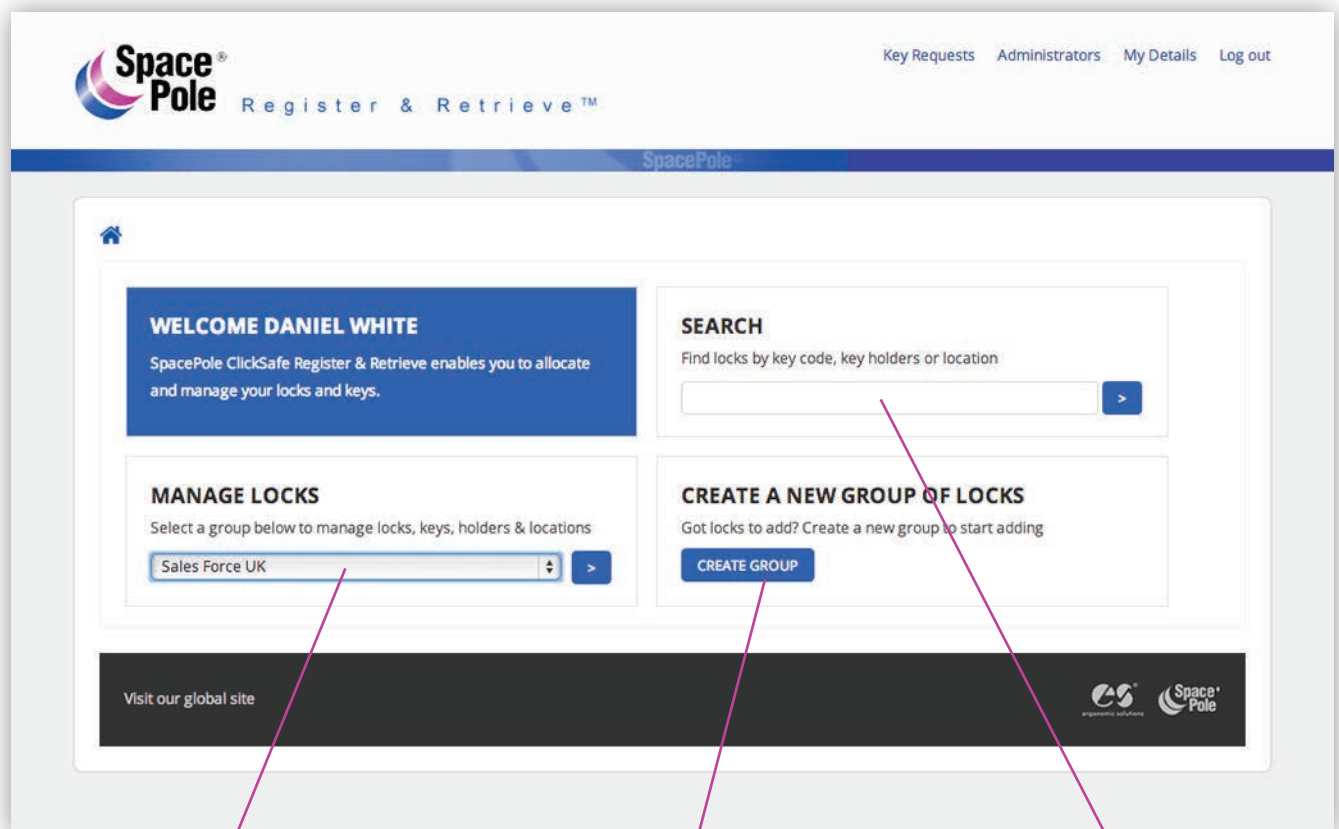 Space®
Pole
Register & Retrieve™
Key Requests Administrators My Details Log out
SpacePole®
WELCOME DANIEL WHITE
SpacePole ClickSafe Register & Retrieve enables you to allocate
and manage your locks and keys.
SEARCH
Find locks by key code, key holders or location
>
MANAGE LOCKS
Select a group below to manage locks, keys, holders & locations
Sales Force UK
>
CREATE A NEW GROUP OF LOCKS
Got locks to add? Create a new group to start adding
CREATE GROUP
Visit our global site
ergonomic solutions
Space
Pole